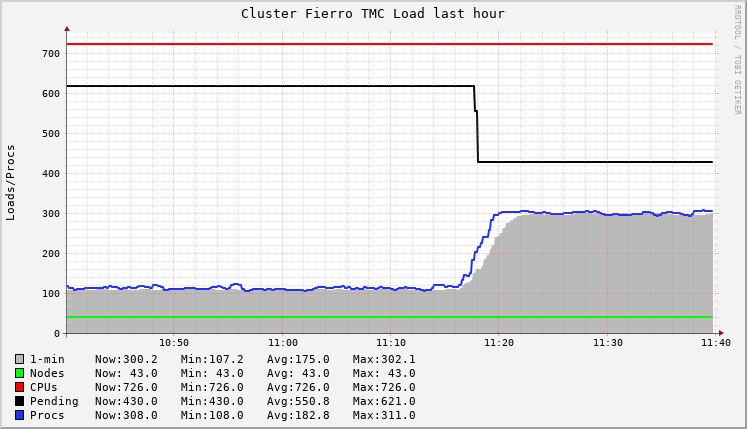 Cluster Fierro TMC Load last hour
RRDTOOL / TOBI OETIKER
Loads/Procs
700
600
500
400
300
200
100
0
10:50 11:00 11:10 11:20 11:30 11:40
1-min Now:300.2 Min:107.2 Avg:175.0 Max:302.1
Nodes Now: 43.0 Min: 43.0 Avg: 43.0 Max: 43.0
CPUs Now:726.0 Min:726.0 Avg:726.0 Max:726.0
Pending Now:430.0 Min:430.0 Avg:550.8 Max:621.0
Procs Now:308.0 Min:108.0 Avg:182.8 Max:311.0